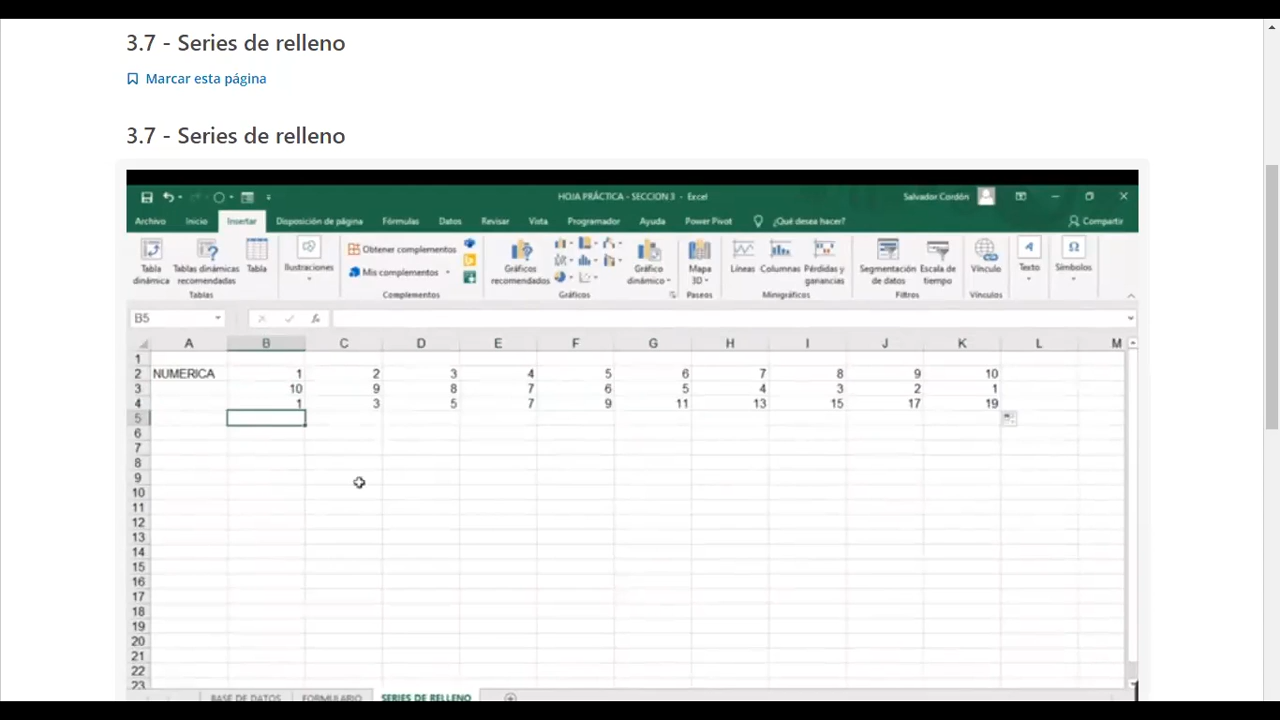 3.7 - Series de relleno
Marcar esta página
3.7 - Series de relleno
HOJA PRÁCTICA - SECCION 3 - Excel
Salvador Cordón
Archivo Inicio Insertar Disposición de página Fórmulas Datos Revisar Vista Programador Ayuda Power Pivot ¿Qué desea hacer? Compartir
Tabla dinámica
Tablas dinámicas recomendadas
Tabla
Ilustraciones
Obtener complementos
Mis complementos
Gráficos recomendados
Gráfico dinámico
Mapa 3D
Líneas
Columnas
Pérdidas y ganancias
Segmentación de datos
Escala de tiempo
Vínculo
Texto
Símbolos
Tablas Complementos Gráficos Paseos Minigráficos Filtros Vínculos
B5 fx
A B C D E F G H I J K L M
1
2 NUMERICA 1 2 3 4 5 6 7 8 9 10
3 10 9 8 7 6 5 4 3 2 1
4 1 3 5 7 9 11 13 15 17 19
5
6
7
8
9
10
11
12
13
14
15
16
17
18
19
20
21
22
23
BASE DE DATOS FORMULARIO SERIES DE RELLENO